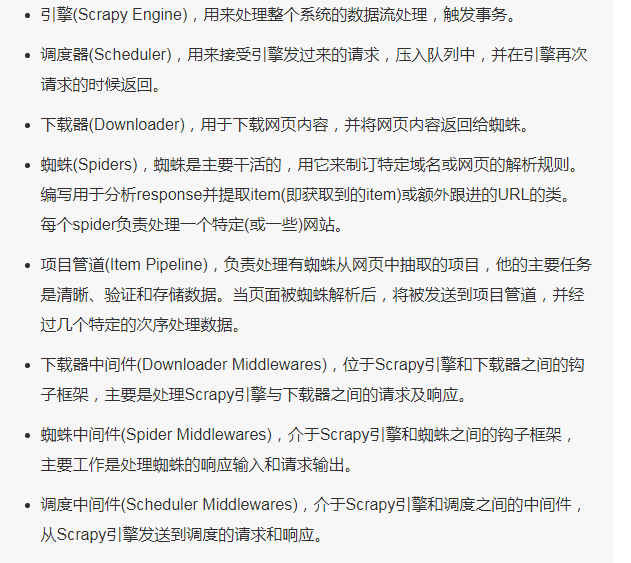 引擎(Scrapy Engine)，用来处理整个系统的数据流处理，触发事务。
调度器(Scheduler)，用来接受引擎发过来的请求，压入队列中，并在引擎再次
请求的时候返回。
下载器(Downloader)，用于下载网页内容，并将网页内容返回给蜘蛛。
蜘蛛(Spiders)，蜘蛛是主要干活的，用它来制订特定域名或网页的解析规则。
编写用于分析response并提取item(即获取到的item)或额外跟进的URL的类。
每个spider负责处理一个特定(或一些)网站。
项目管道(Item Pipeline)，负责处理有蜘蛛从网页中抽取的项目，他的主要任务
是清晰、验证和存储数据。当页面被蜘蛛解析后，将被发送到项目管道，并经
过几个特定的次序处理数据。
下载器中间件(Downloader Middlewares)，位于Scrapy引擎和下载器之间的钩
子框架，主要是处理Scrapy引擎与下载器之间的请求及响应。
蜘蛛中间件(Spider Middlewares)，介于Scrapy引擎和蜘蛛之间的钩子框架，
主要工作是处理蜘蛛的响应输入和请求输出。
调度中间件(Scheduler Middlewares)，介于Scrapy引擎和调度之间的中间件，
从Scrapy引擎发送到调度的请求和响应。